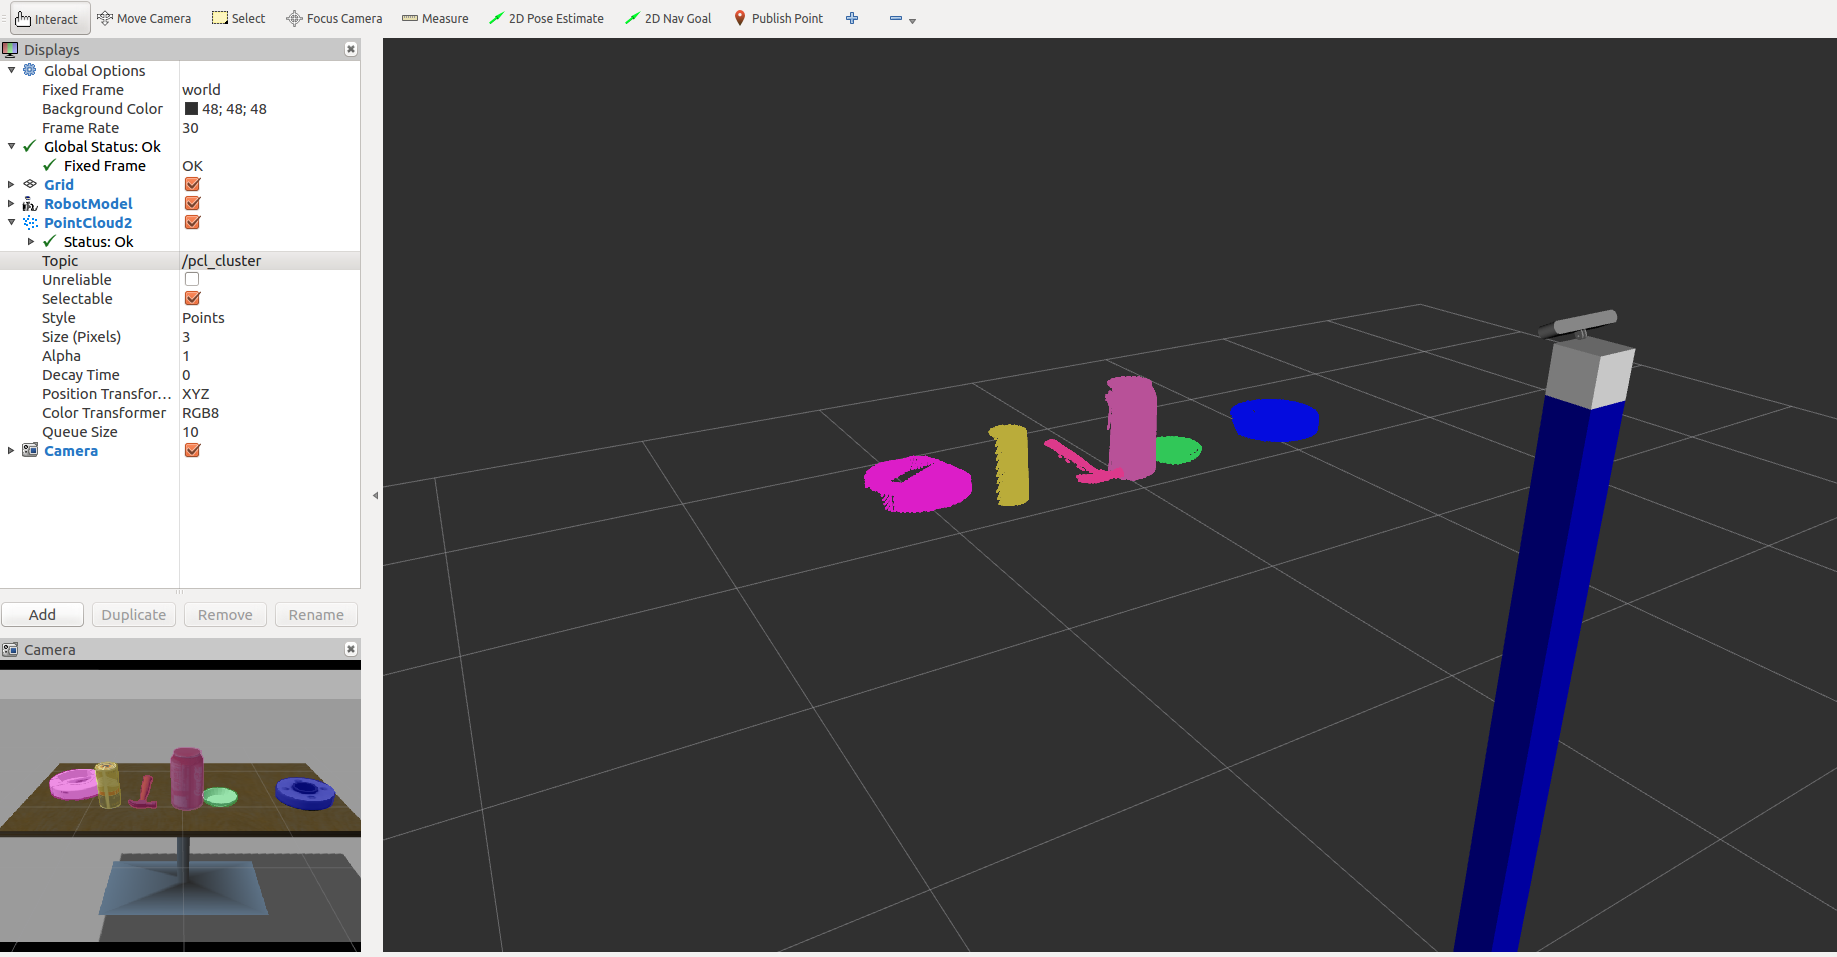 Interact Move Camera Select Focus Camera Measure 2D Pose Estimate 2D Nav Goal Publish Point
Displays
Global Options
Fixed Frame world
Background Color 48; 48; 48
Frame Rate 30
Global Status: Ok
Fixed Frame OK
Grid
RobotModel
PointCloud2
Status: Ok
Topic /pcl_cluster
Unreliable
Selectable
Style Points
Size (Pixels) 3
Alpha 1
Decay Time 0
Position Transfor... XYZ
Color Transformer RGB8
Queue Size 10
Camera
Add Duplicate Remove Rename
Camera